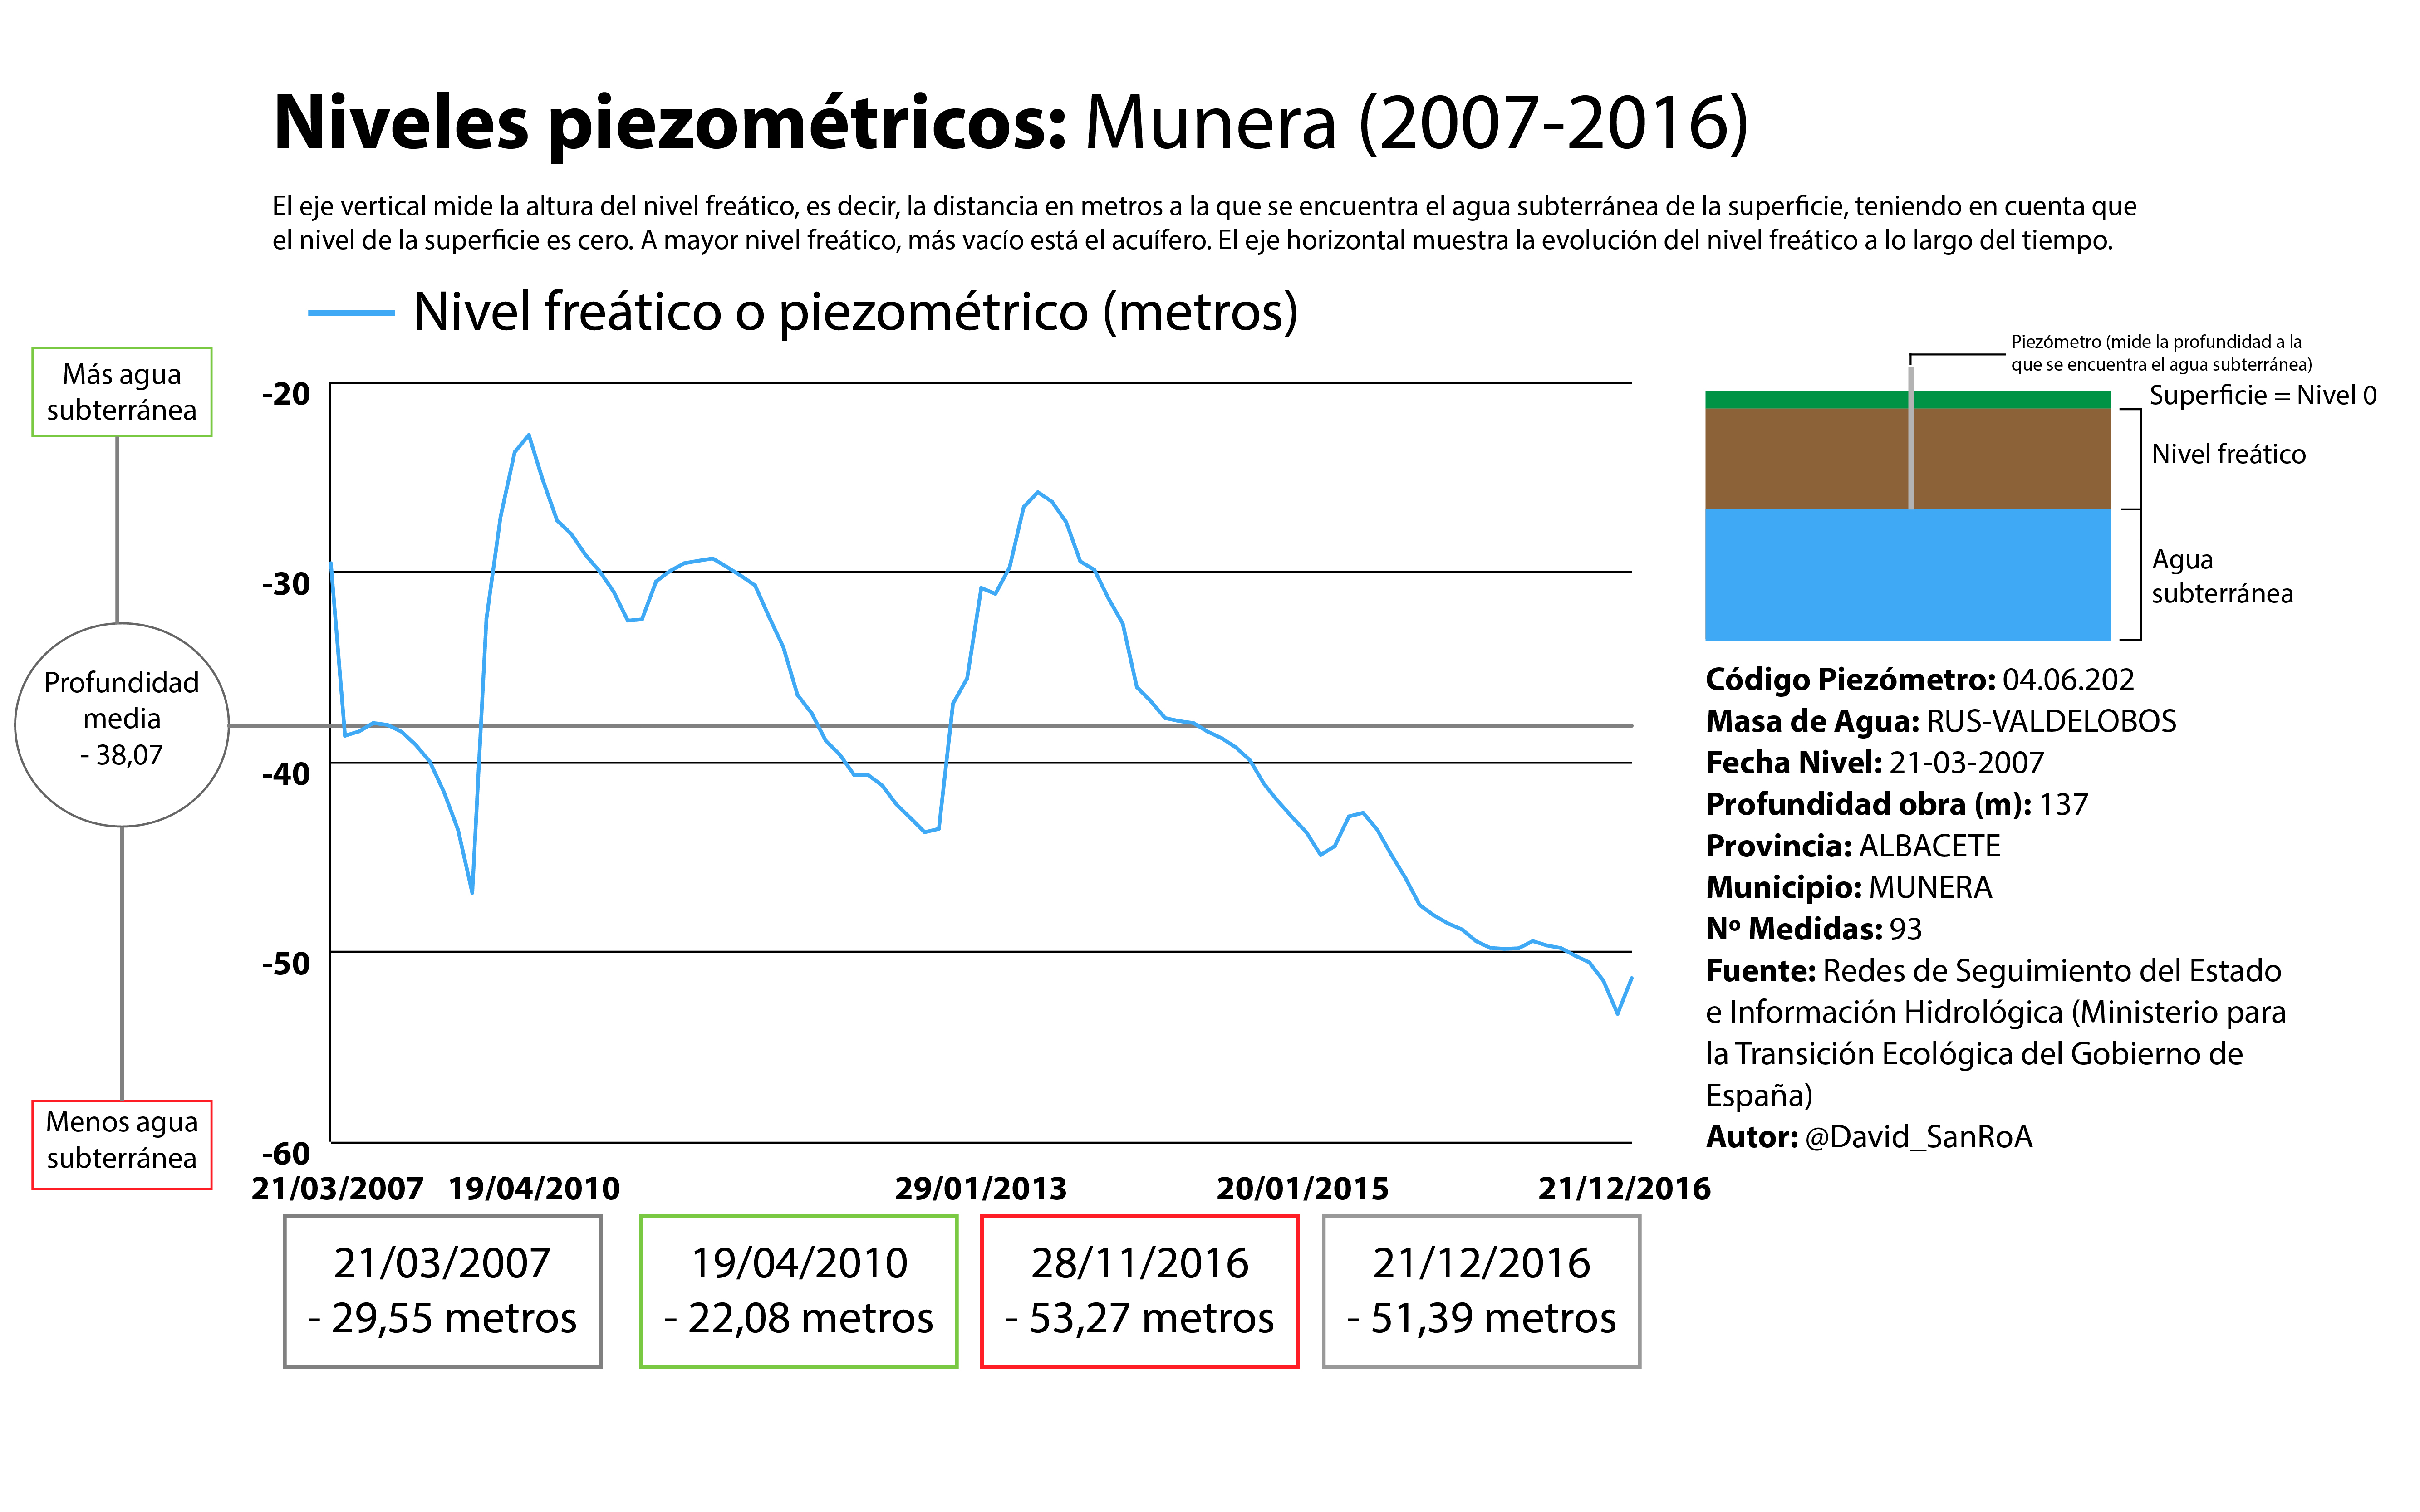 Niveles piezométricos: Munera (2007-2016)
El eje vertical mide la altura del nivel freático, es decir, la distancia en metros a la que se encuentra el agua subterránea de la superficie, teniendo en cuenta que
el nivel de la superficie es cero. A mayor nivel freático, más vacío está el acuífero. El eje horizontal muestra la evolución del nivel freático a lo largo del tiempo.
Nivel freático o piezométrico (metros)
Más agua
subterránea
Profundidad
media
- 38,07
Menos agua
subterránea
-20
-30
-40
-50
-60
21/03/2007
19/04/2010
29/01/2013
20/01/2015
21/12/2016
21/03/2007
- 29,55 metros
19/04/2010
- 22,08 metros
28/11/2016
- 53,27 metros
21/12/2016
- 51,39 metros
Piezómetro (mide la profundidad a la
que se encuentra el agua subterránea)
Superficie = Nivel 0
Nivel freático
Agua
subterránea
Código Piezómetro: 04.06.202
Masa de Agua: RUS-VALDELOBOS
Fecha Nivel: 21-03-2007
Profundidad obra (m): 137
Provincia: ALBACETE
Municipio: MUNERA
Nº Medidas: 93
Fuente: Redes de Seguimiento del Estado
e Información Hidrológica (Ministerio para
la Transición Ecológica del Gobierno de
España)
Autor: @David_SanRoA